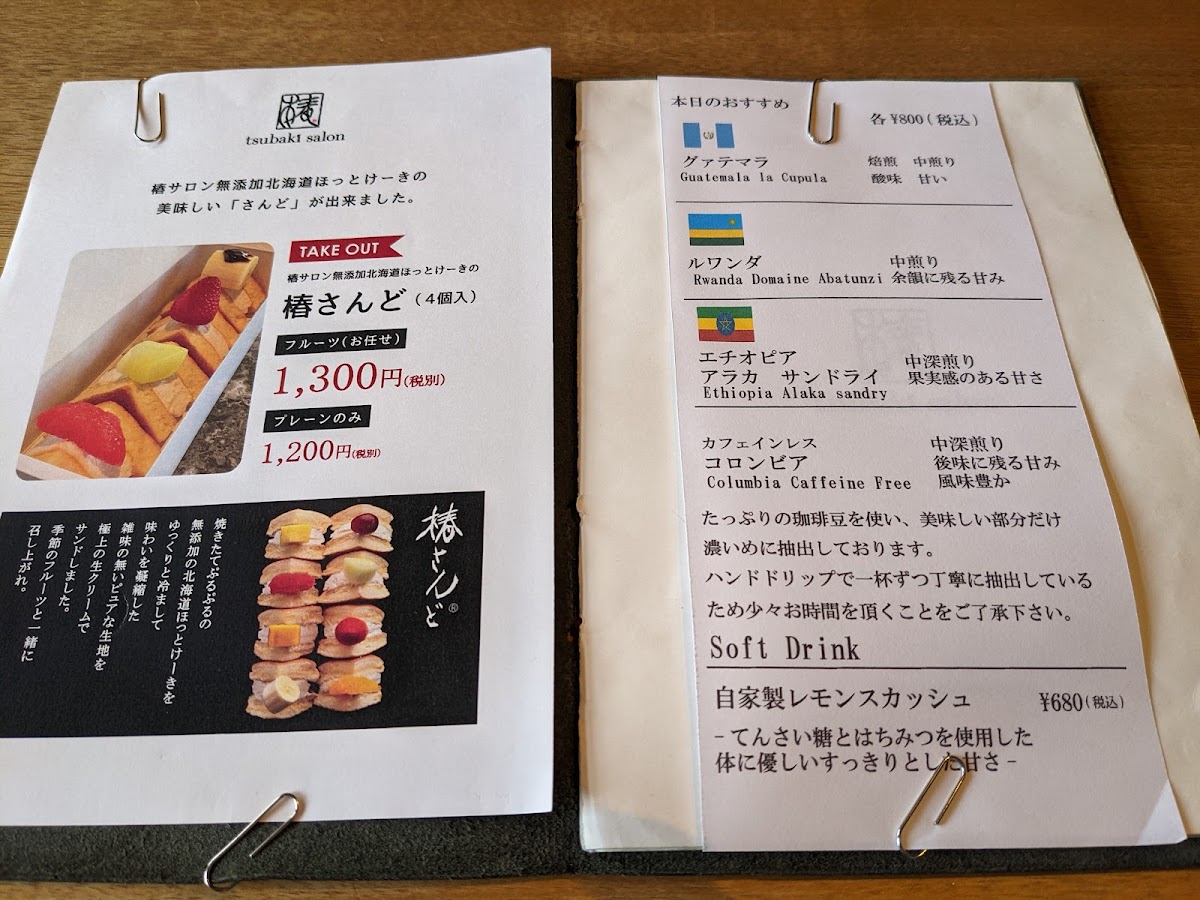 椿
tsubaki salon
椿サロン無添加北海道ほっとけーきの
美味しい「さんど」が出来ました。
TAKE OUT
椿サロン無添加北海道ほっとけーきの
椿さんど(4個入)
フルーツ(お任せ)
1,300円(税別)
プレーンのみ
1,200円(税別)
椿さんど®
焼きたてぷるぷるの
無添加の北海道ほっとけーきを
ゆっくりと冷まして
味わいを凝縮した
雑味の無いピュアな生地を
極上の生クリームで
サンドしました。
季節のフルーツと一緒に
召し上がれ。
本日のおすすめ 各¥800(税込)
グァテマラ 焙煎 中煎り
Guatemala la Cupula 酸味 甘い
ルワンダ 中煎り
Rwanda Domaine Abatunzi 余韻に残る甘み
エチオピア 中深煎り
アラカ サンドライ 果実感のある甘さ
Ethiopia Alaka sandry
カフェインレス 中深煎り
コロンビア 後味に残る甘み
Columbia Caffeine Free 風味豊か
たっぷりの珈琲豆を使い、美味しい部分だけ
濃いめに抽出しております。
ハンドドリップで一杯ずつ丁寧に抽出している
ため少々お時間を頂くことをご了承下さい。
Soft Drink
自家製レモンスカッシュ ¥680(税込)
-てんさい糖とはちみつを使用した
体に優しいすっきりとした甘さ-